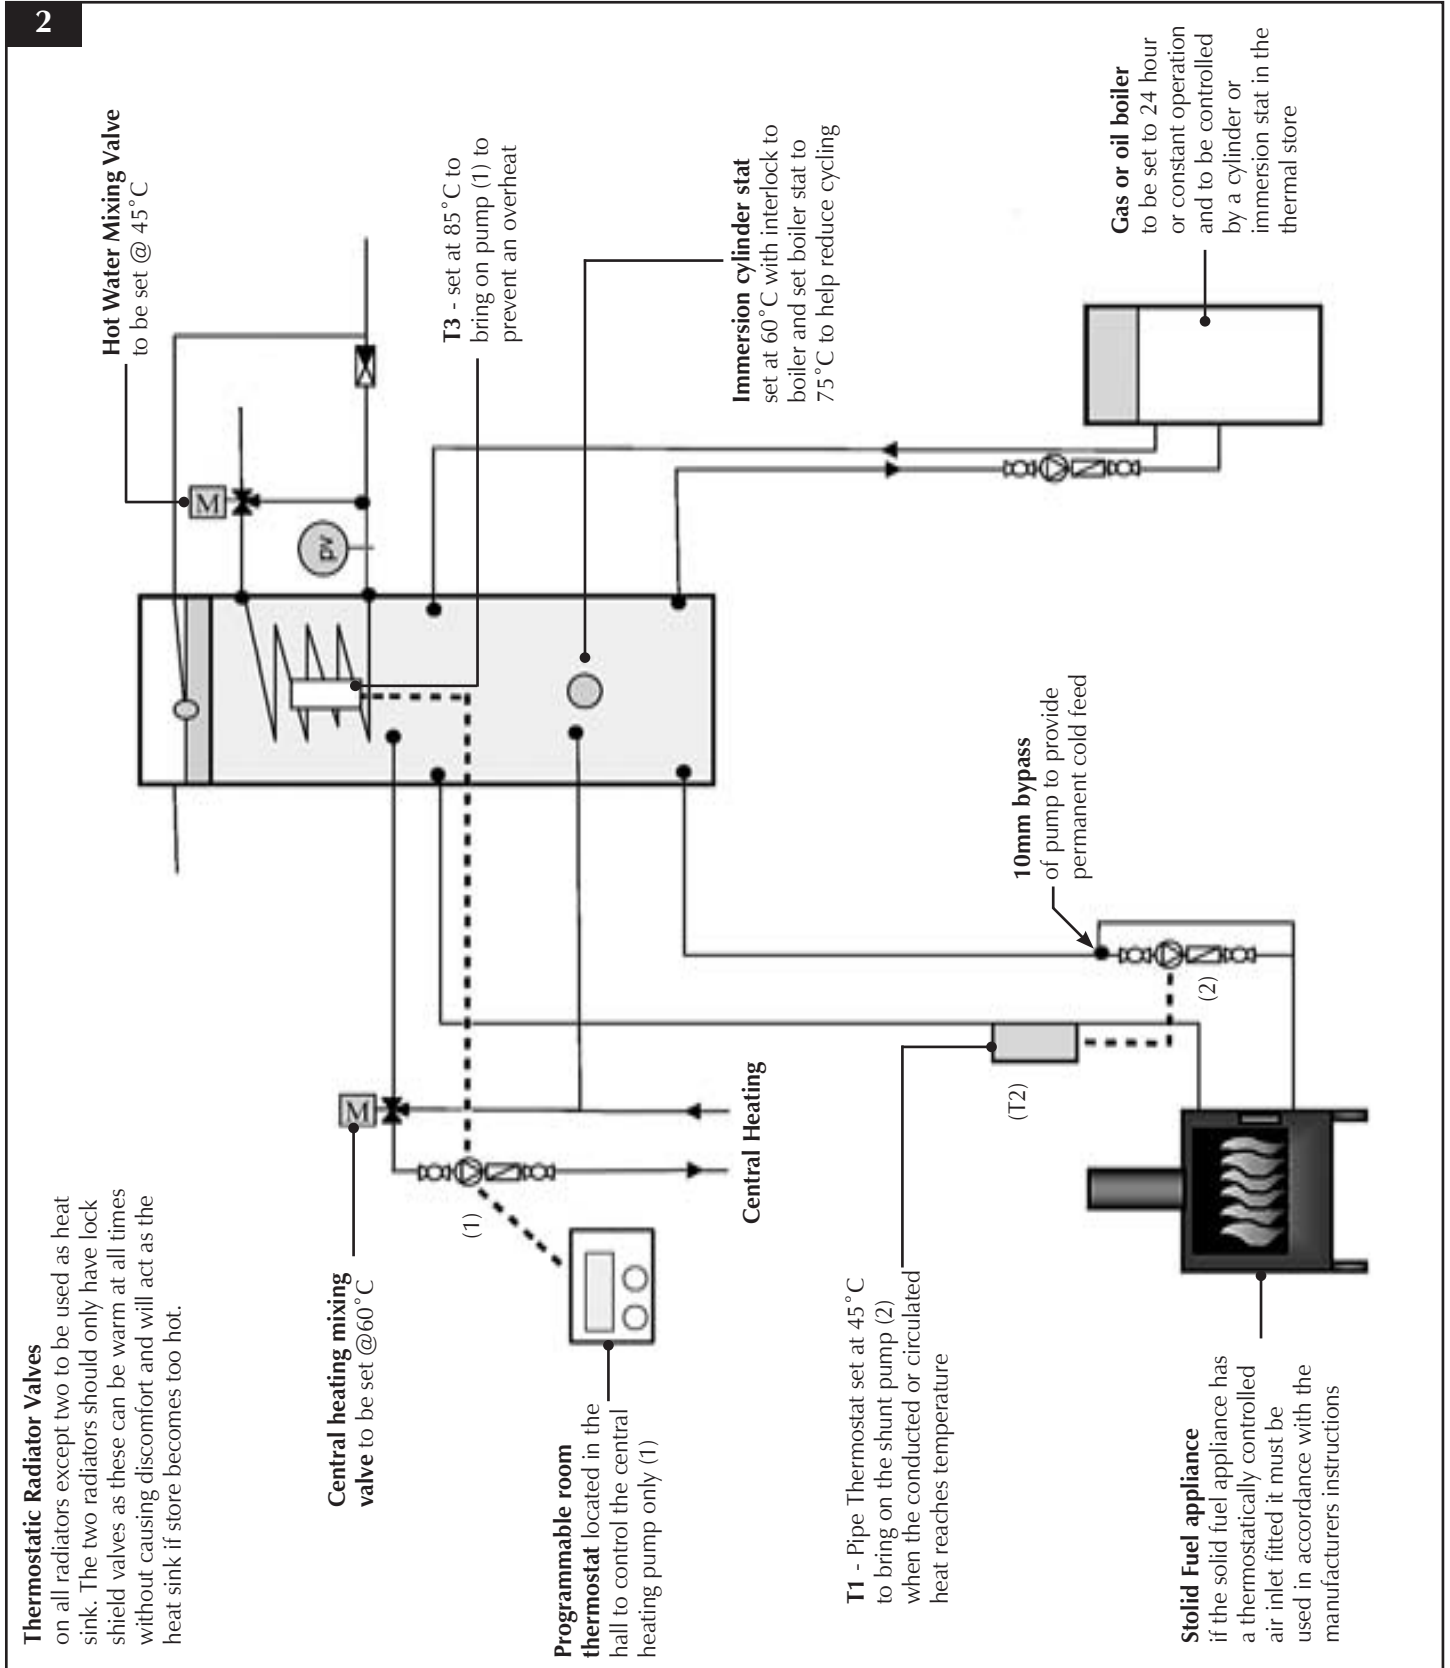 2
Thermostatic Radiator Valves
on all radiators except two to be used as heat
sink. The two radiators should only have lock
shield valves as these can be warm at all times
without causing discomfort and will act as the
heat sink if store becomes too hot.
Central heating mixing
valve to be set @60˚C
M
(1)
Programmable room
thermostat located in the
hall to control the central
heating pump only (1)
Central Heating
T1 - Pipe Thermostat set at 45˚C
to bring on the shunt pump (2)
when the conducted or circulated
heat reaches temperature
(T2)
(2)
Stolid Fuel appliance
if the solid fuel appliance has
a thermostatically controlled
air inlet fitted it must be
used in accordance with the
manufacturers instructions
10mm bypass
of pump to provide
permanent cold feed
Hot Water Mixing Valve
to be set @ 45˚C
M
pv
T3 - set at 85˚C to
bring on pump (1) to
prevent an overheat
Immersion cylinder stat
set at 60˚C with interlock to
boiler and set boiler stat to
75˚C to help reduce cycling
Gas or oil boiler
to be set to 24 hour
or constant operation
and to be controlled
by a cylinder or
immersion stat in the
thermal store